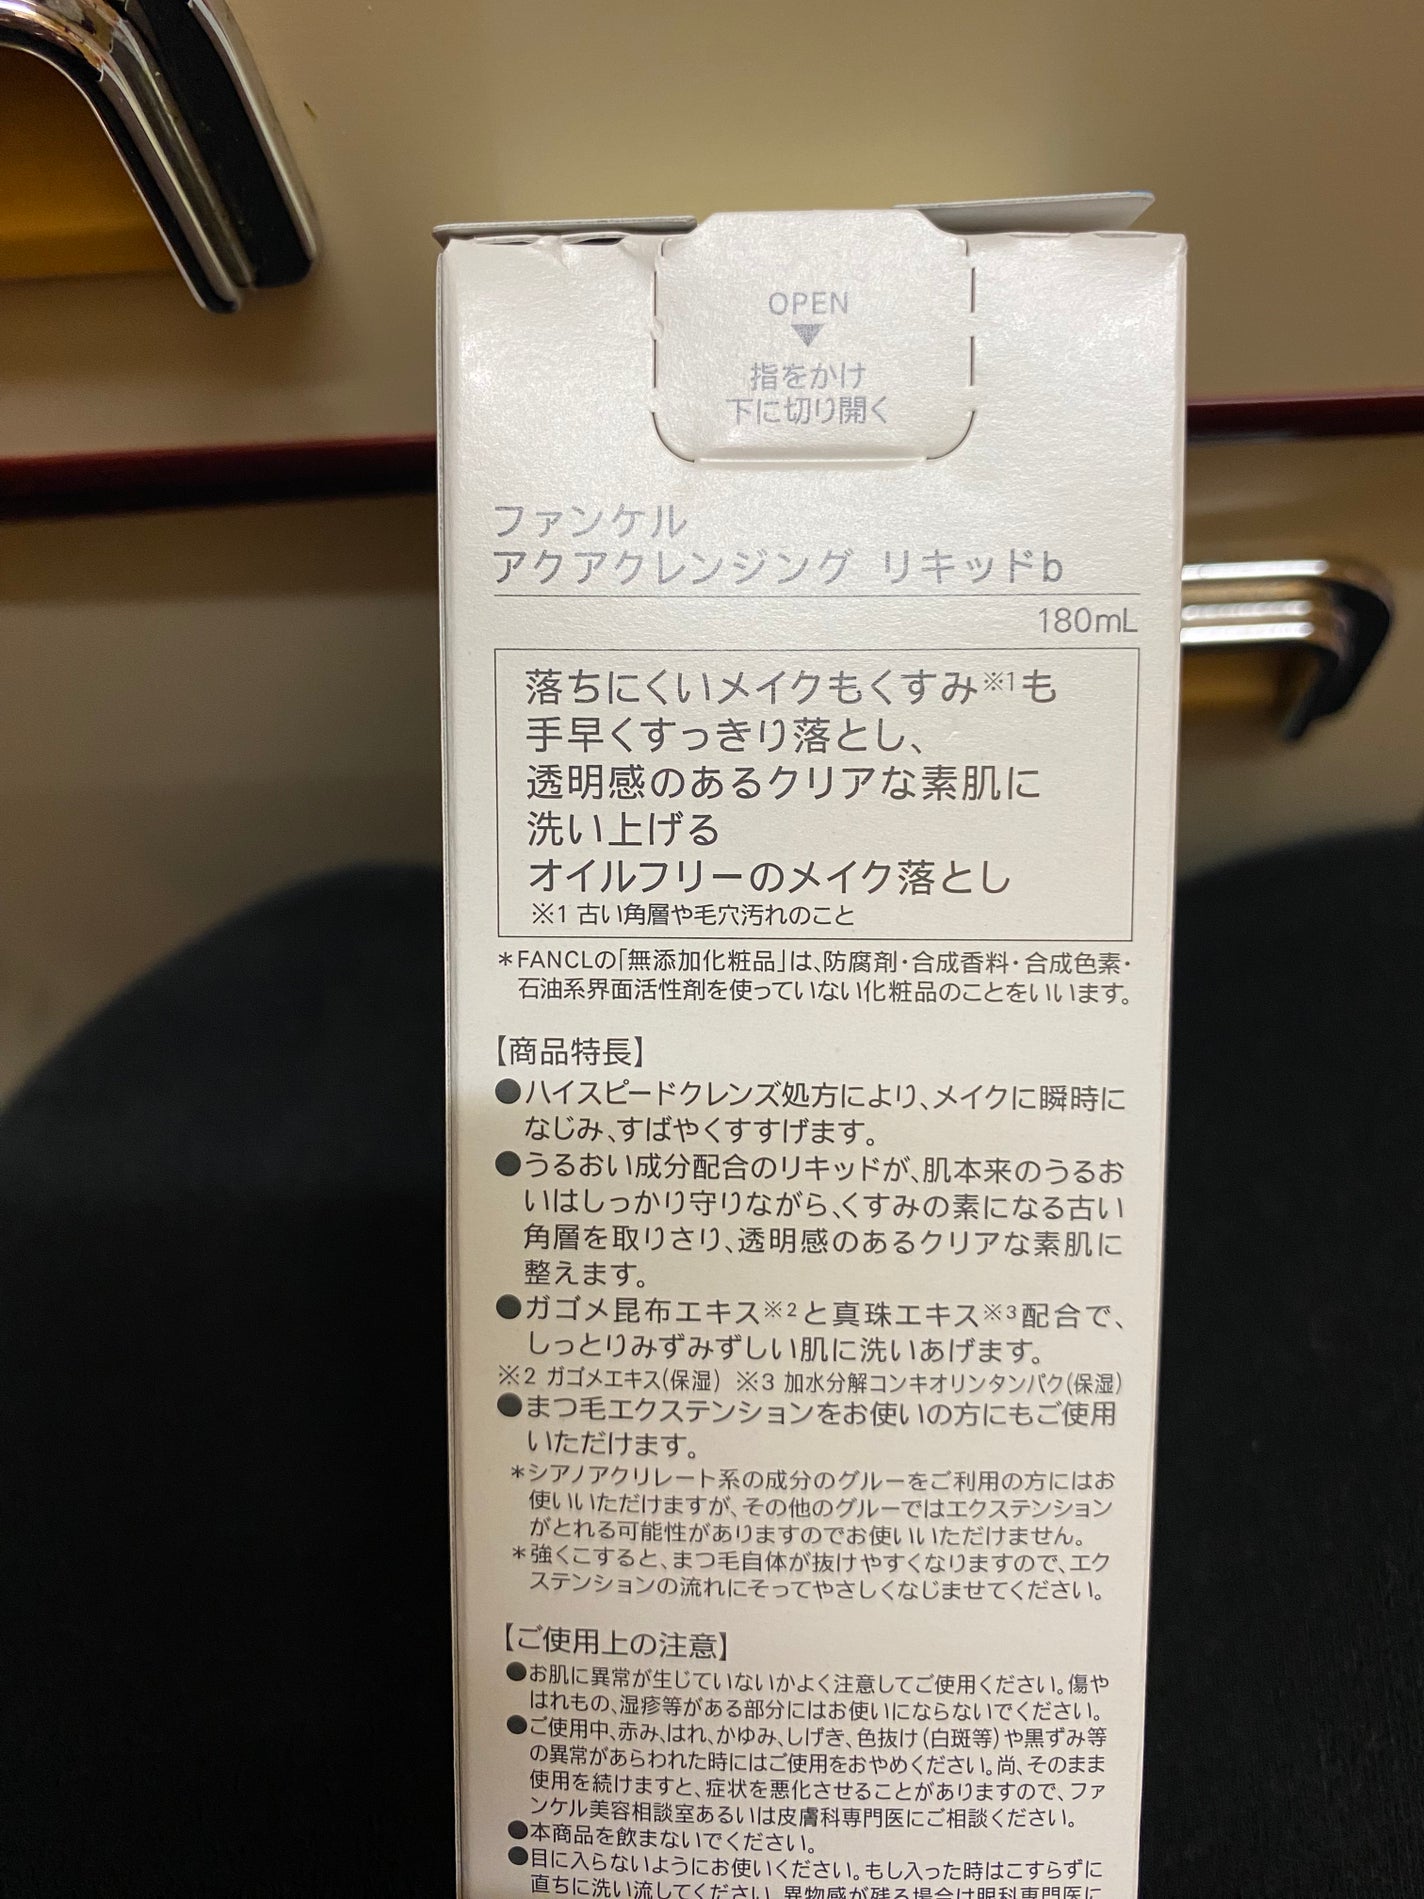 OPEN
▼
指をかけ
下に切り開く
ファンケル
アクアクレンジング リキッドb
180mL
落ちにくいメイクもくすみ※1も
手早くすっきり落とし、
透明感のあるクリアな素肌に
洗い上げる
オイルフリーのメイク落とし
※1 古い角層や毛穴汚れのこと
＊FANCLの「無添加化粧品」は、防腐剤・合成香料・合成色素・
石油系界面活性剤を使っていない化粧品のことをいいます。
【商品特長】
●ハイスピードクレンズ処方により、メイクに瞬時に
なじみ、すばやくすすげます。
●うるおい成分配合のリキッドが、肌本来のうるお
いはしっかり守りながら、くすみの素になる古い
角層を取りさり、透明感のあるクリアな素肌に
整えます。
●ガゴメ昆布エキス※2と真珠エキス※3配合で、
しっとりみずみずしい肌に洗いあげます。
※2 ガゴメエキス(保湿) ※3 加水分解コンキオリンタンパク(保湿)
●まつ毛エクステンションをお使いの方にもご使用
いただけます。
＊シアノアクリレート系の成分のグルーをご利用の方にはお
使いいただけますが、その他のグルーではエクステンション
がとれる可能性がありますのでお使いいただけません。
＊強くこすると、まつ毛自体が抜けやすくなりますので、エク
ステンションの流れにそってやさしくなじませてください。
【ご使用上の注意】
●お肌に異常が生じていないかよく注意してご使用ください。傷や
はれもの、湿疹等がある部分にはお使いにならないでください。
●ご使用中、赤み、はれ、かゆみ、しげき、色抜け(白斑等)や黒ずみ等
の異常があらわれた時にはご使用をおやめください。尚、そのまま
使用を続けますと、症状を悪化させることがありますので、ファ
ンケル美容相談室あるいは皮膚科専門医にご相談ください。
●本商品を飲まないでください。
●目に入らないようにお使いください。もし入った時はこすらずに
直ちに洗い流してください。異物感が残る場合は眼科専門医に